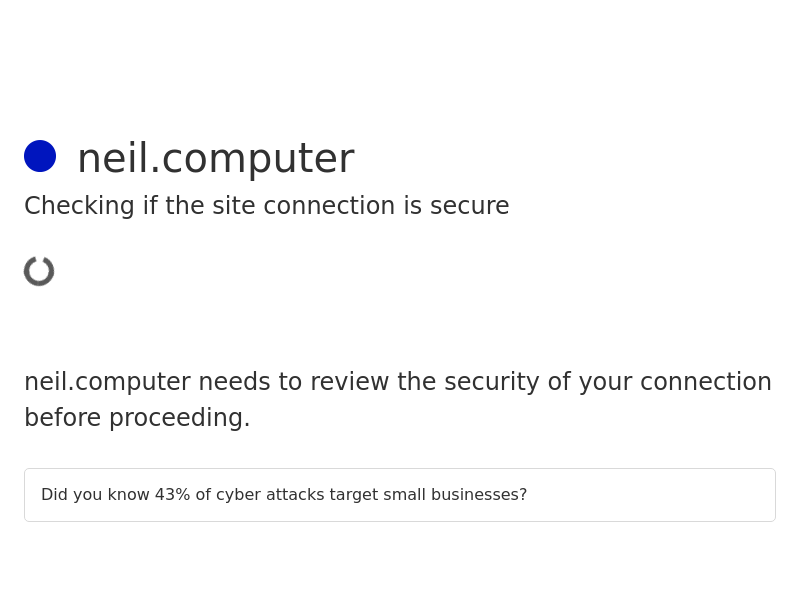 neil.computer
Checking if the site connection is secure
neil.computer needs to review the security of your connection
before proceeding.
Did you know 43% of cyber attacks target small businesses?